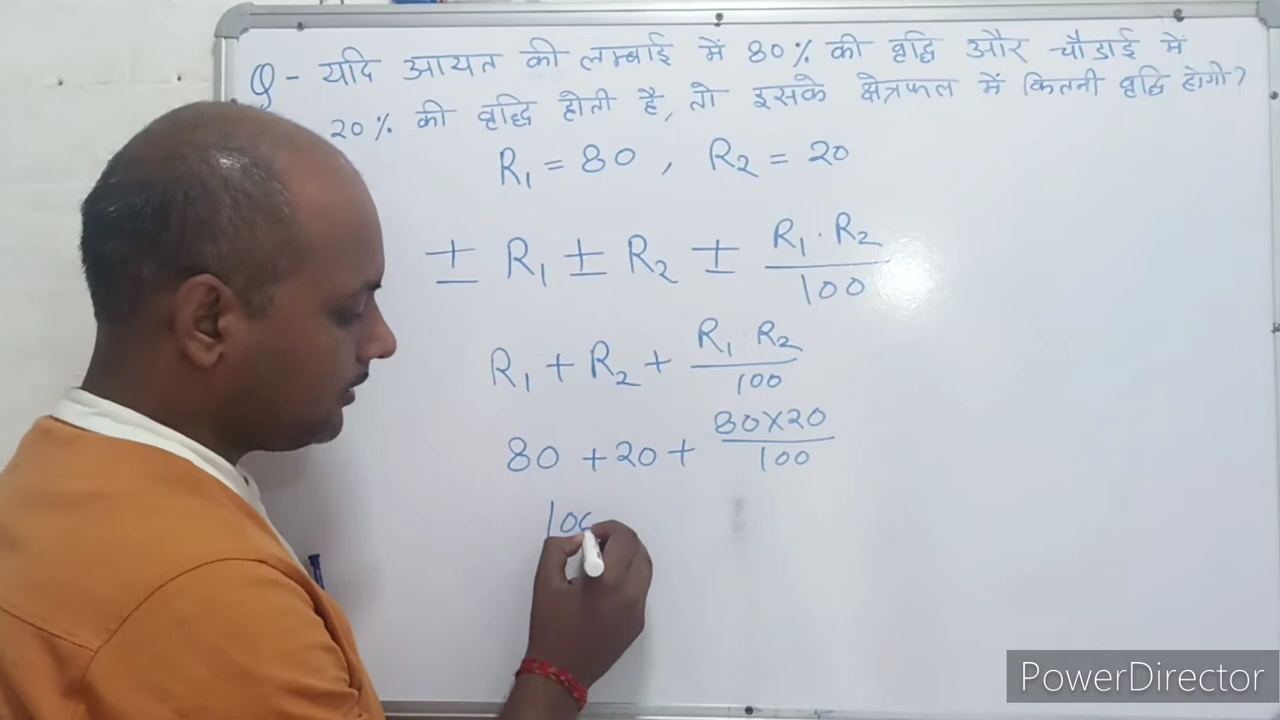 Q - यदि आयत की लम्बाई में 80% की वृद्धि और चौडाई में
20% की वृद्धि होती है, तो इसके क्षेत्रफल में कितनी वृद्धि होगी?
R₁ = 80 , R₂ = 20
± R₁ ± R₂ ± R₁ . R₂ / 100
R₁ + R₂ + R₁ R₂ / 100
80 + 20 + 80×20 / 100
100
PowerDirector